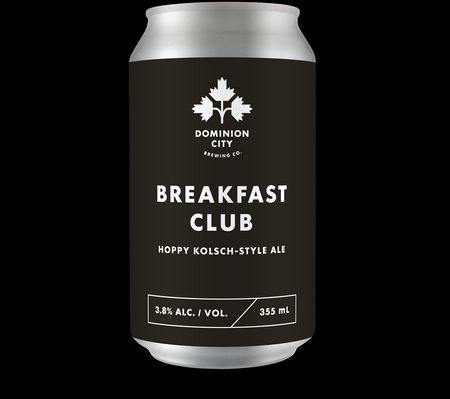 DOMINION
CITY
BREWING CO.
BREAKFAST
CLUB
HOPPY KOLSCH-STYLE ALE
3.8% ALC. / VOL.
355 mL